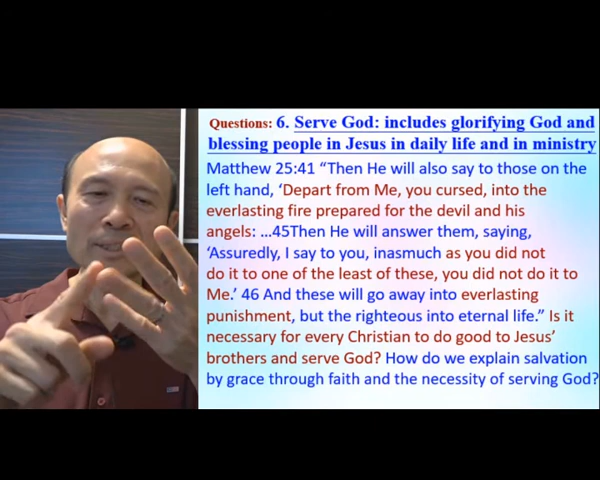 Questions: 6. Serve God: includes glorifying God and
blessing people in Jesus in daily life and in ministry
Matthew 25:41 “Then He will also say to those on the
left hand, ‘Depart from Me, you cursed, into the
everlasting fire prepared for the devil and his
angels: …45Then He will answer them, saying,
‘Assuredly, I say to you, inasmuch as you did not
do it to one of the least of these, you did not do it to
Me.’ 46 And these will go away into everlasting
punishment, but the righteous into eternal life.” Is it
necessary for every Christian to do good to Jesus’
brothers and serve God? How do we explain salvation
by grace through faith and the necessity of serving God?